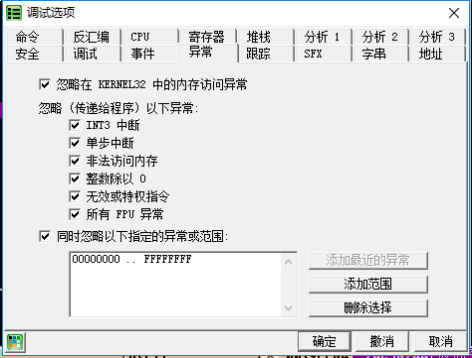 调试选项
命令 反汇编 CPU 寄存器 堆栈 分析 1 分析 2 分析 3
安全 调试 事件 异常 跟踪 SFX 字串 地址
忽略在 KERNEL32 中的内存访问异常
忽略 (传递给程序) 以下异常:
INT3 中断
单步中断
非法访问内存
整数除以 0
无效或特权指令
所有 FPU 异常
同时忽略以下指定的异常或范围:
00000000 .. FFFFFFFF
添加最近的异常
添加范围
删除选择
确定 撤消 取消